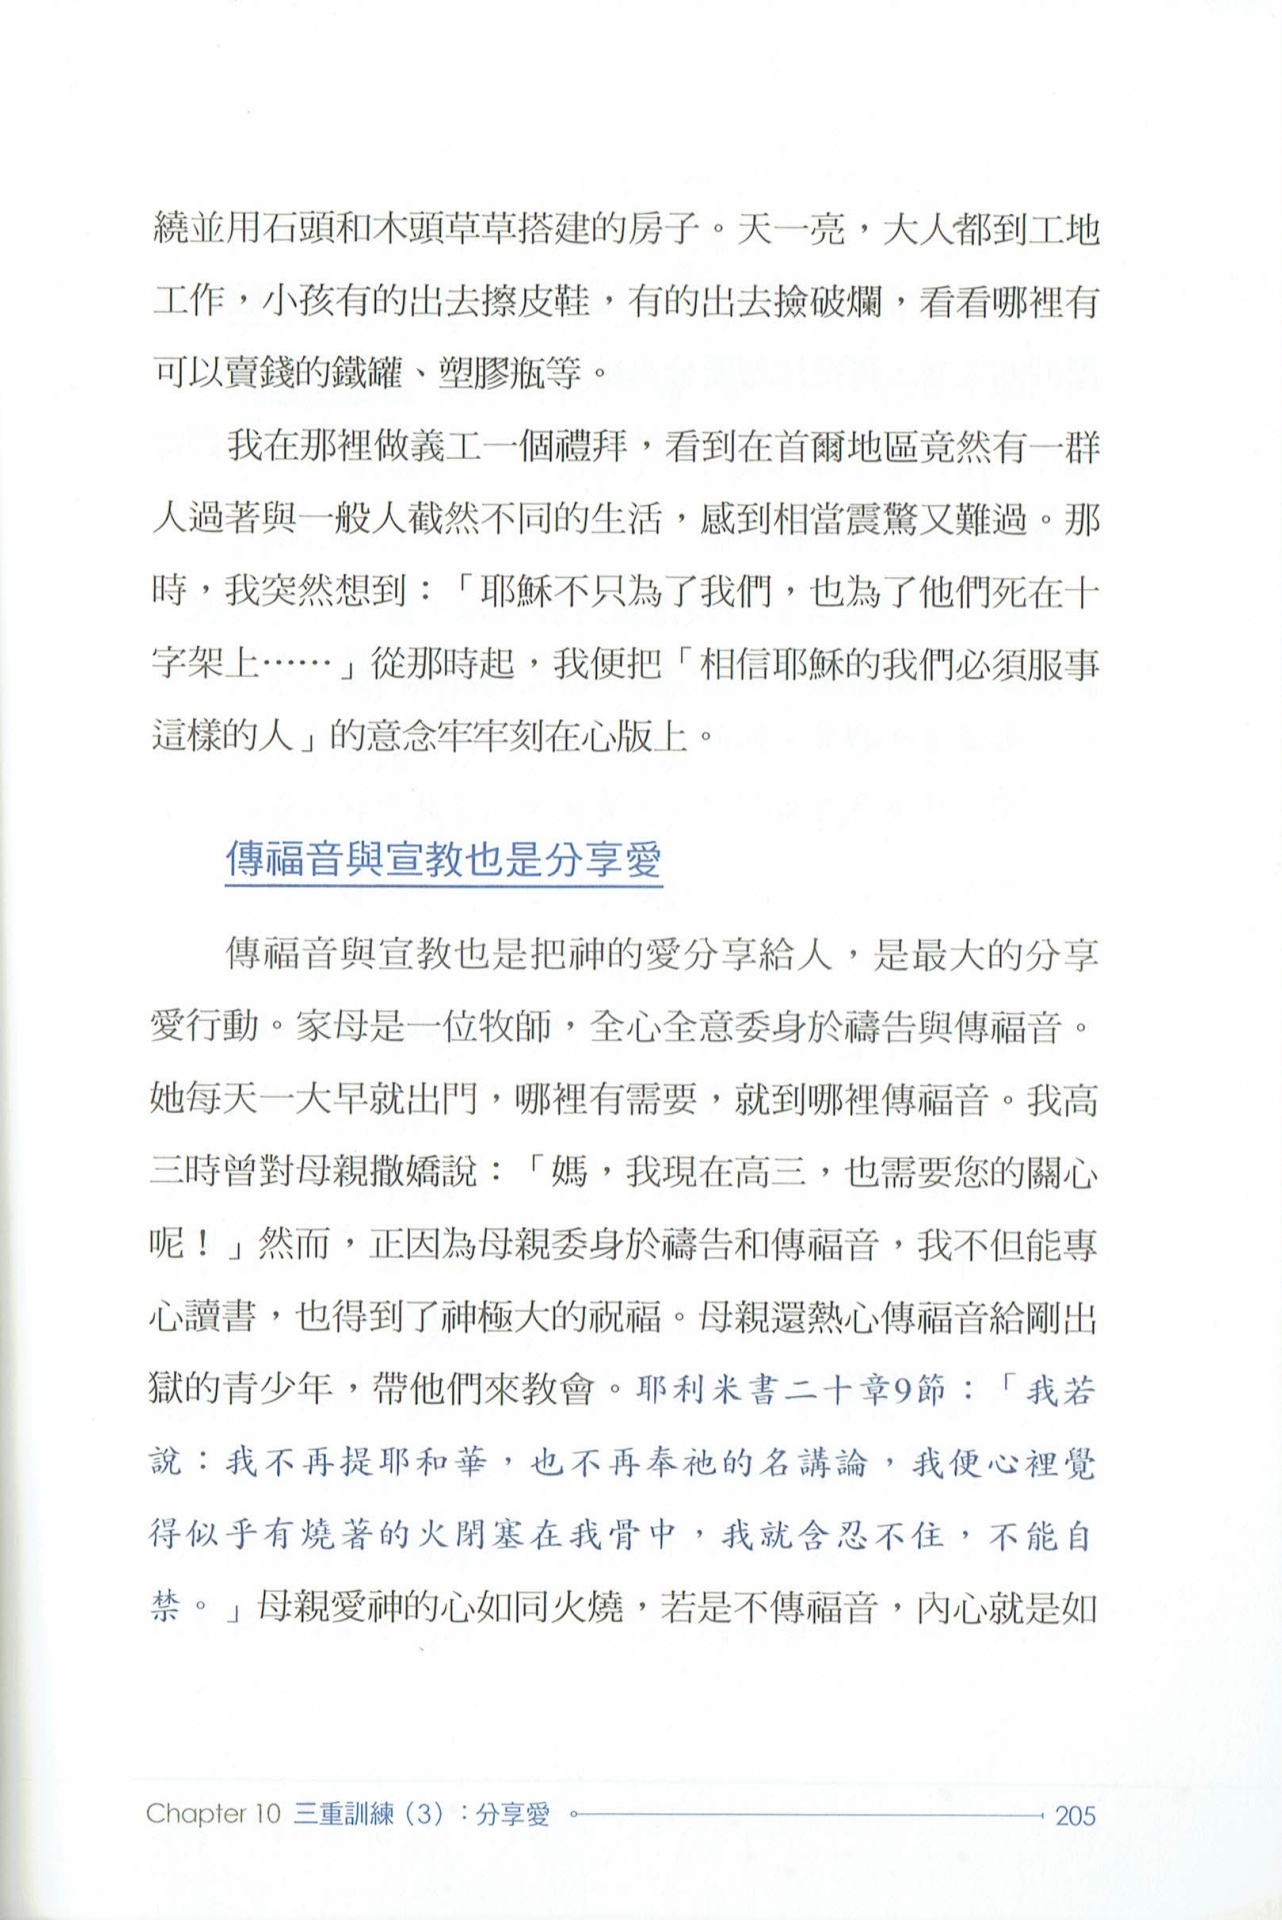 繞並用石頭和木頭草草搭建的房子。天一亮，大人都到工地
工作，小孩有的出去擦皮鞋，有的出去撿破爛，看看哪裡有
可以賣錢的鐵罐、塑膠瓶等。
我在那裡做義工一個禮拜，看到在首爾地區竟然有一群
人過著與一般人截然不同的生活，感到相當震驚又難過。那
時，我突然想到：「耶穌不只為了我們，也為了他們死在十
字架上⋯⋯」從那時起，我便把「相信耶穌的我們必須服事
這樣的人」的意念牢牢刻在心版上。
傳福音與宣教也是分享愛
傳福音與宣教也是把神的愛分享給人，是最大的分享
愛行動。家母是一位牧師，全心全意委身於禱告與傳福音。
她每天一大早就出門，哪裡有需要，就到哪裡傳福音。我高
三時曾對母親撒嬌說：「媽，我現在高三，也需要您的關心
呢！」然而，正因為母親委身於禱告和傳福音，我不但能專
心讀書，也得到了神極大的祝福。母親還熱心傳福音給剛出
獄的青少年，帶他們來教會。耶利米書二十章9節：「我若
說：我不再提耶和華，也不再奉祂的名講論，我便心裡覺
得似乎有燒著的火閉塞在我骨中，我就含忍不住，不能自
禁。」母親愛神的心如同火燒，若是不傳福音，內心就是如
Chapter 10 三重訓練（3）：分享愛 205